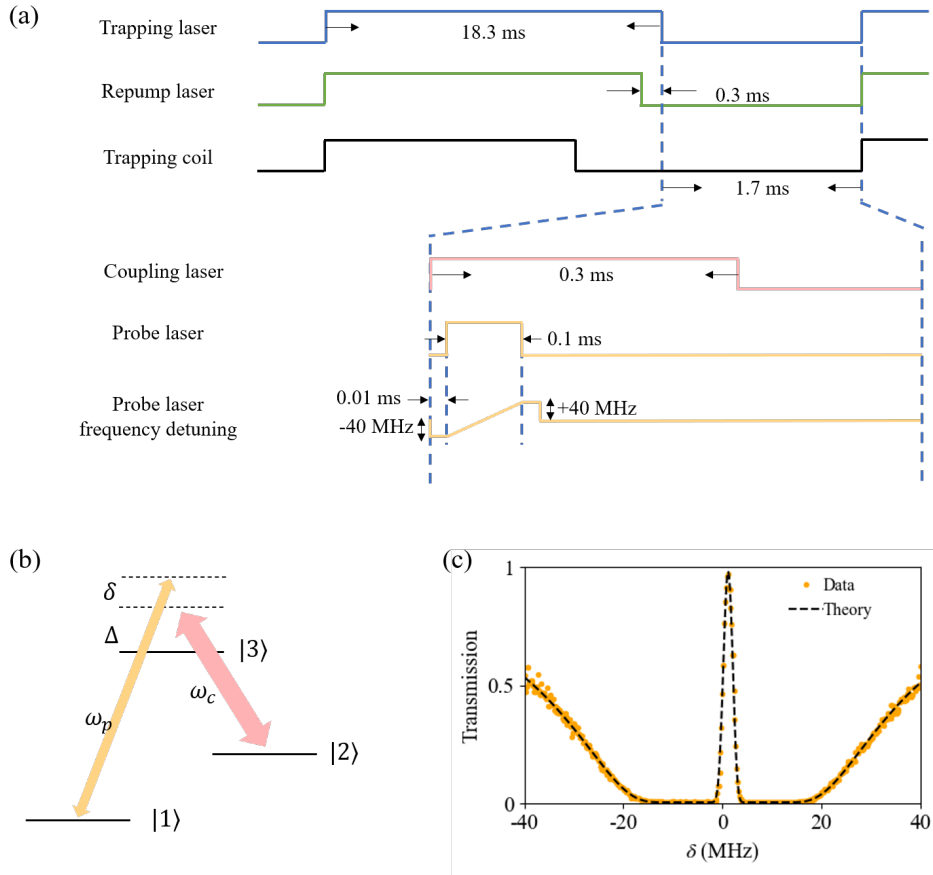 (a)
Trapping laser
18.3 ms
Repump laser
0.3 ms
Trapping coil
1.7 ms
Coupling laser
0.3 ms
Probe laser
0.1 ms
0.01 ms
Probe laser
frequency detuning
-40 MHz
+40 MHz
(b)
δ
Δ
|3⟩
ω_p
ω_c
|2⟩
|1⟩
(c)
1
Data
Theory
Transmission
0.5
0
-40
-20
0
20
40
δ (MHz)